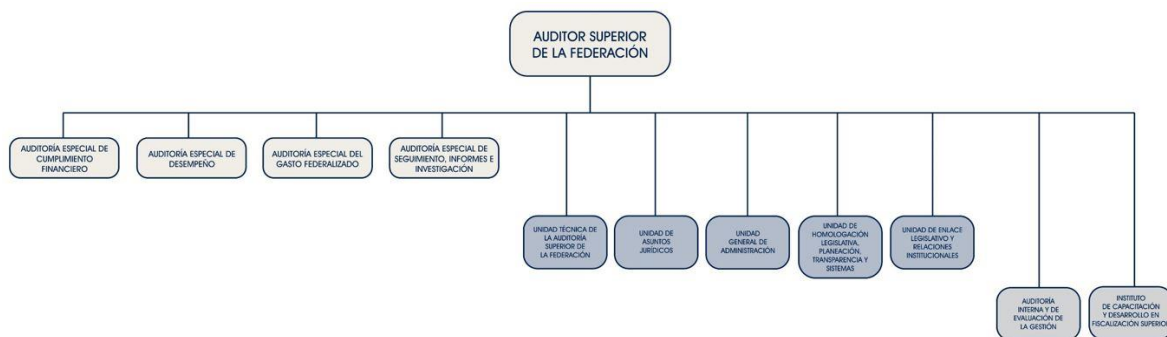 AUDITOR SUPERIOR
DE LA FEDERACIÓN
AUDITORÍA ESPECIAL DE
CUMPLIMIENTO
FINANCIERO
AUDITORÍA ESPECIAL DE
DESEMPEÑO
AUDITORÍA ESPECIAL DEL
GASTO FEDERALIZADO
AUDITORÍA ESPECIAL DE
SEGUIMIENTO, INFORMES E
INVESTIGACIÓN
UNIDAD TÉCNICA DE
LA AUDITORÍA
SUPERIOR DE
LA FEDERACIÓN
UNIDAD DE
ASUNTOS
JURÍDICOS
UNIDAD
GENERAL DE
ADMINISTRACIÓN
UNIDAD DE
HOMOLOGACIÓN
LEGISLATIVA,
PLANEACIÓN,
TRANSPARENCIA Y
SISTEMAS
UNIDAD DE ENLACE
LEGISLATIVO Y
RELACIONES
INSTITUCIONALES
AUDITORÍA
INTERNA Y DE
EVALUACIÓN DE
LA GESTIÓN
INSTITUTO
DE CAPACITACIÓN
Y DESARROLLO EN
FISCALIZACIÓN SUPERIOR